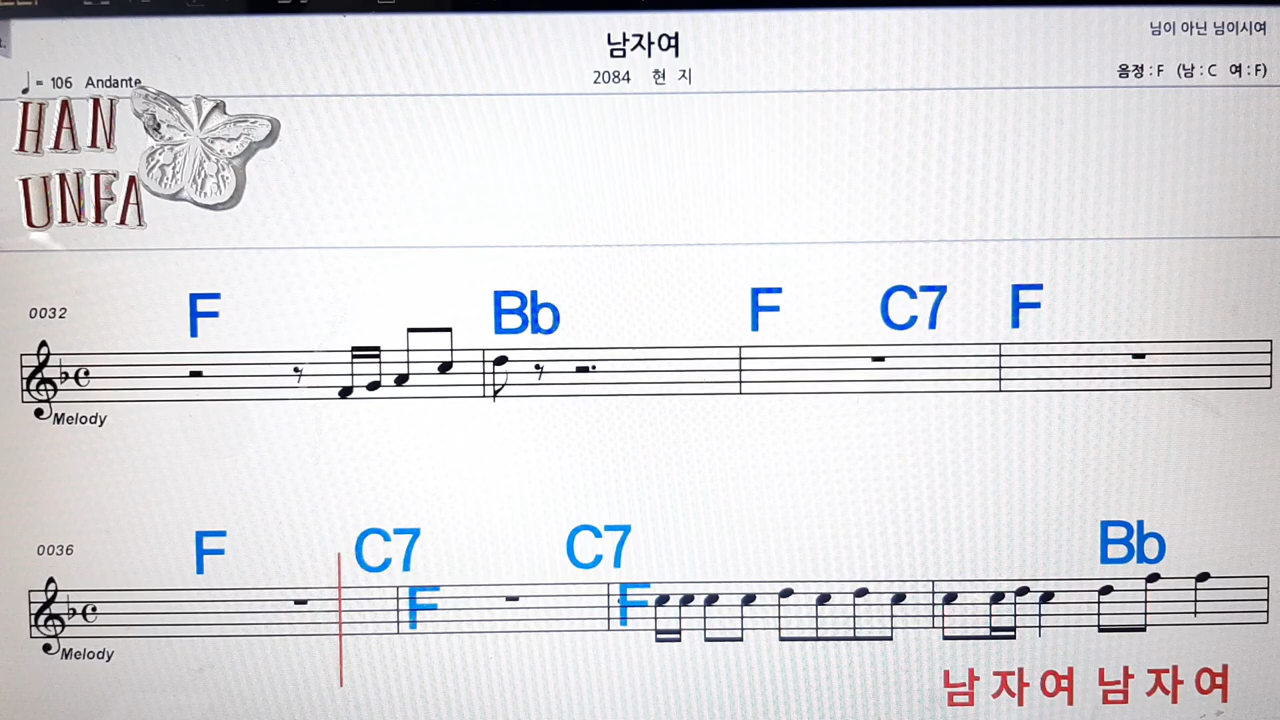 남자여
님이 아닌 님이시여
2084 현 지
음정 : F (남 : C 여 : F)
♩= 106 Andante
HAN
UNFA
0032 F Bb F C7 F
Melody
0036 F C7 C7 Bb
F F
Melody
남 자 여 남 자 여